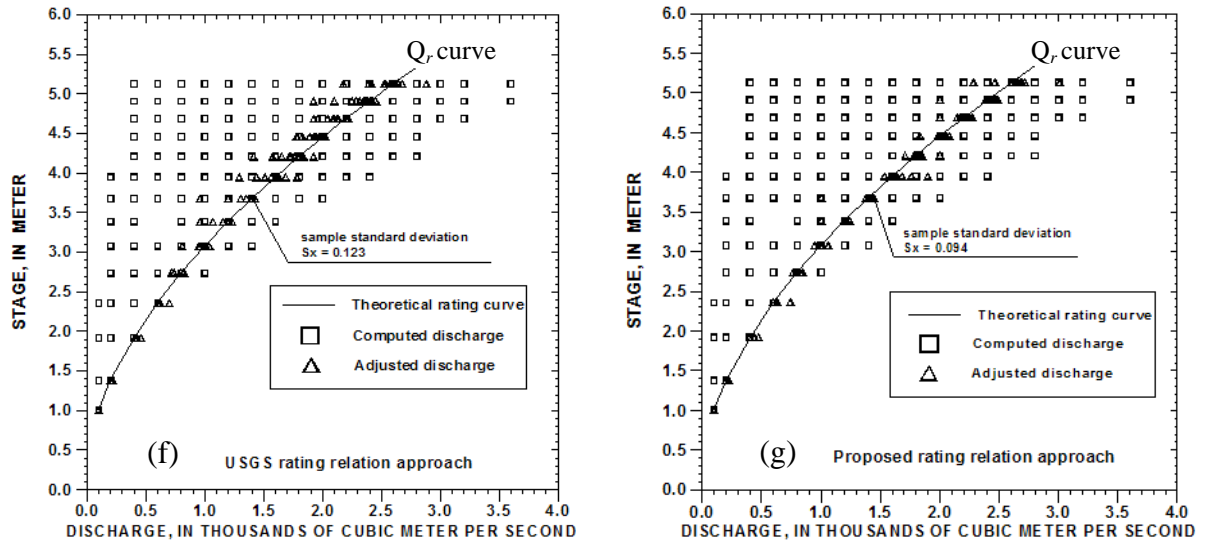 6.0
5.5
5.0
4.5
4.0
3.5
3.0
2.5
2.0
1.5
1.0
0.5
0.0
STAGE, IN METER
Qr curve
sample standard deviation
Sx = 0.123
Theoretical rating curve
Computed discharge
Adjusted discharge
(f)
USGS rating relation approach
0.0 0.5 1.0 1.5 2.0 2.5 3.0 3.5 4.0
DISCHARGE, IN THOUSANDS OF CUBIC METER PER SECOND
6.0
5.5
5.0
4.5
4.0
3.5
3.0
2.5
2.0
1.5
1.0
0.5
0.0
STAGE, IN METER
Qr curve
sample standard deviation
Sx = 0.094
Theoretical rating curve
Computed discharge
Adjusted discharge
(g)
Proposed rating relation approach
0.0 0.5 1.0 1.5 2.0 2.5 3.0 3.5 4.0
DISCHARGE, IN THOUSANDS OF CUBIC METER PER SECOND